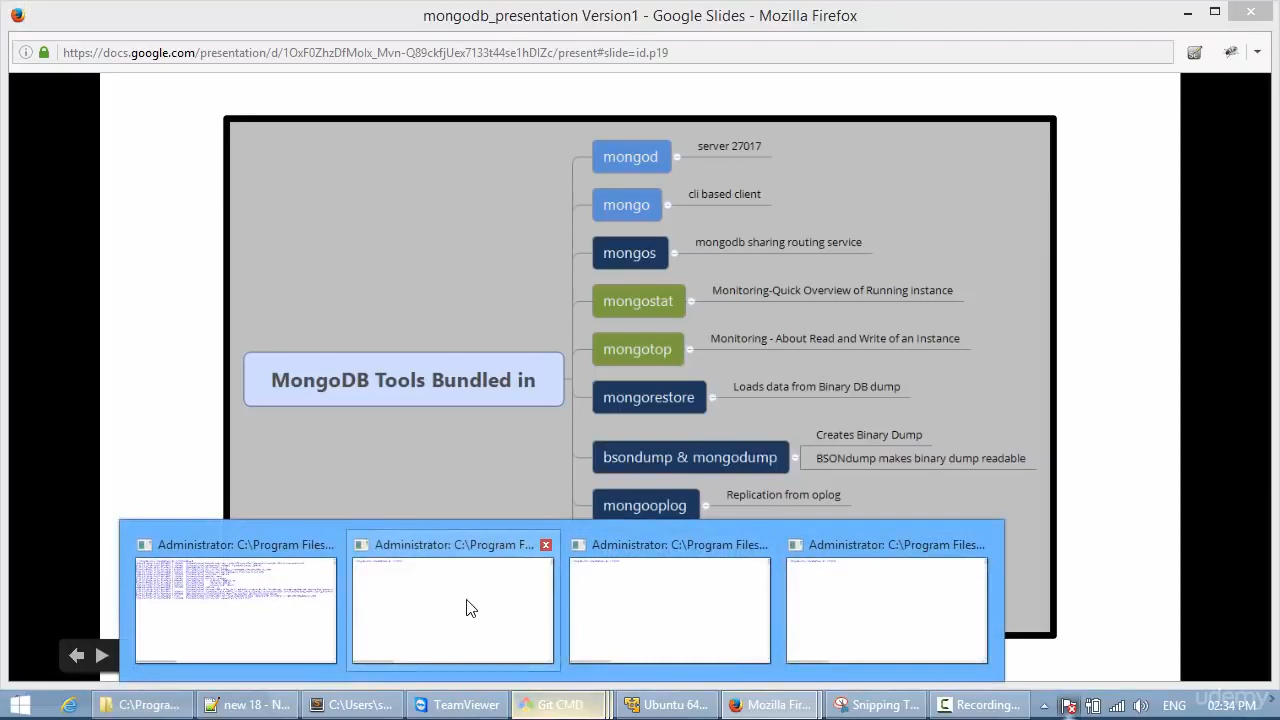 mongodb_presentation Version1 - Google Slides - Mozilla Firefox
https://docs.google.com/presentation/d/1OxF0ZhzDfMolx_Mvn-Q89ckfjUex7133t44se1hDIZc/present#slide=id.p19
mongod
server 27017
mongo
cli based client
mongos
mongodb sharing routing service
mongostat
Monitoring-Quick Overview of Running instance
mongotop
Monitoring - About Read and Write of an Instance
MongoDB Tools Bundled in
mongorestore
Loads data from Binary DB dump
bsondump & mongodump
Creates Binary Dump
BSONdump makes binary dump readable
mongooplog
Replication from oplog
Administrator: C:\Program Files...
Administrator: C:\Program F...
Administrator: C:\Program Files...
Administrator: C:\Program Files...
C:\Progra...
new 18 - N...
C:\Users\s...
TeamViewer
Git CMD
Ubuntu 64...
Mozilla Fir...
Snipping T...
Recording...
ENG
02:34 PM
udemy